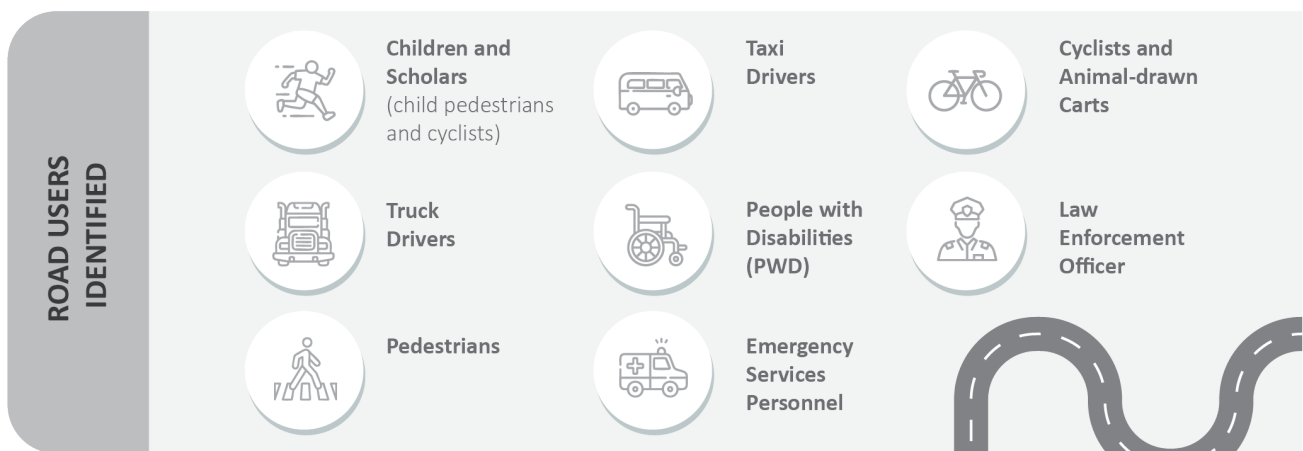 ROAD USERS
IDENTIFIED
Children and
Scholars
(child pedestrians
and cyclists)
Taxi
Drivers
Cyclists and
Animal-drawn
Carts
Truck
Drivers
People with
Disabilities
(PWD)
Law
Enforcement
Officer
Pedestrians
Emergency
Services
Personnel